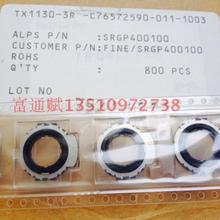 TX1130-3R -C76572590-011-1003
ALPS P/N :SRGP400100
CUSTOMER P/N :FINE/SRGP400100
ROHS :
Q'TY : 800 PCS
LOT NO
富通赋13510972738